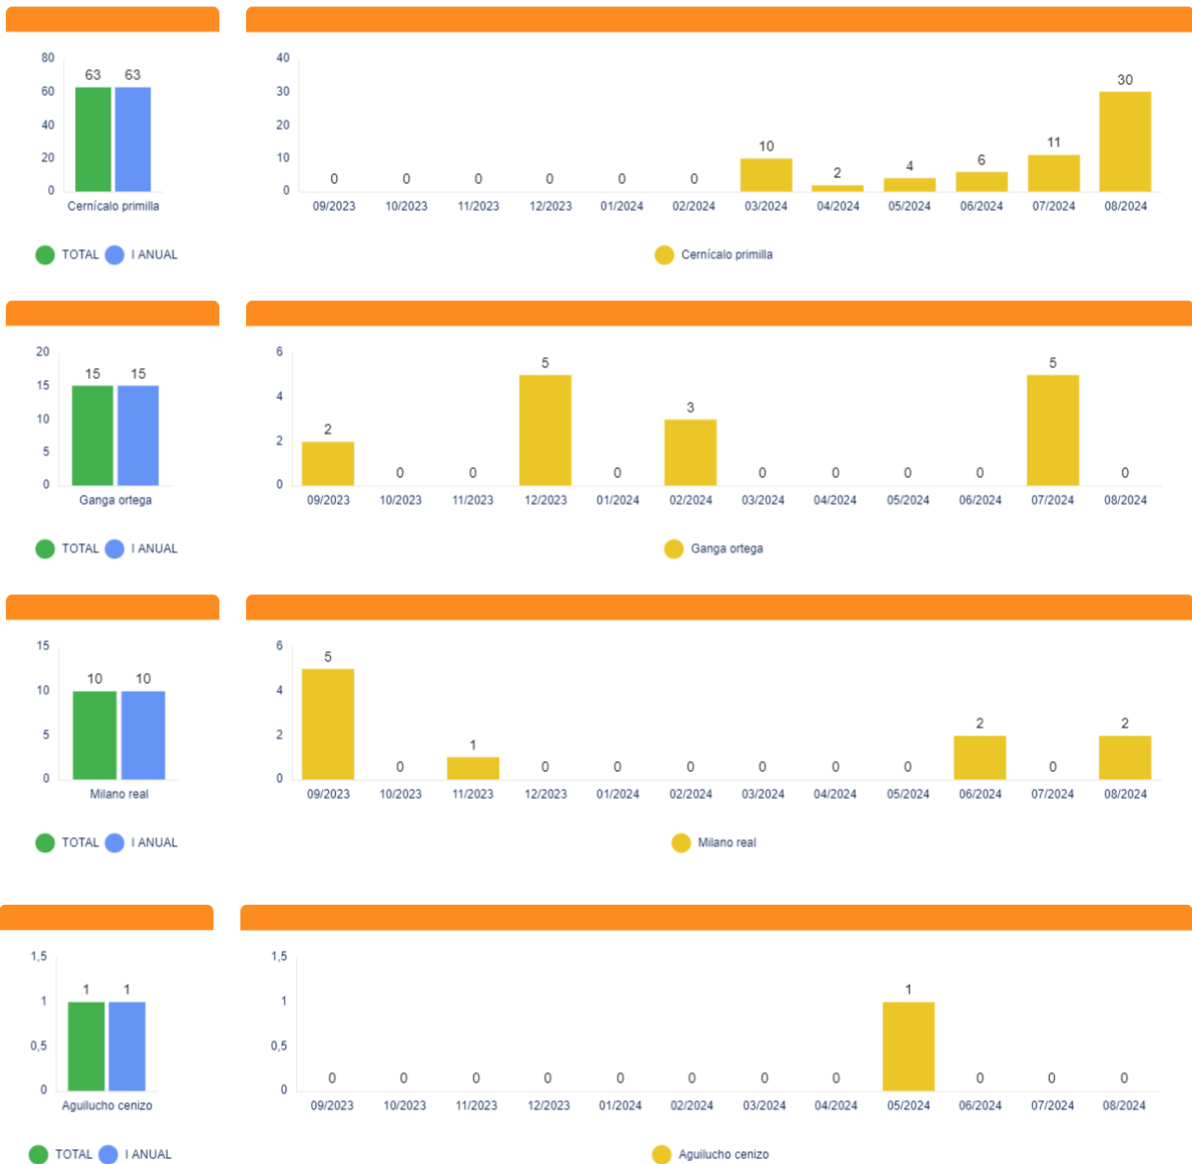 80
60
40
20
0
63 63
Cernícalo primilla
TOTAL I ANUAL
40
30
20
10
0
0 0 0 0 0 0 10 2 4 6 11 30
09/2023 10/2023 11/2023 12/2023 01/2024 02/2024 03/2024 04/2024 05/2024 06/2024 07/2024 08/2024
Cernícalo primilla
20
15
10
5
0
15 15
Ganga ortega
TOTAL I ANUAL
6
4
2
0
2 0 0 5 0 3 0 0 0 0 5 0
09/2023 10/2023 11/2023 12/2023 01/2024 02/2024 03/2024 04/2024 05/2024 06/2024 07/2024 08/2024
Ganga ortega
15
10
5
0
10 10
Milano real
TOTAL I ANUAL
6
4
2
0
5 0 1 0 0 0 0 0 0 2 0 2
09/2023 10/2023 11/2023 12/2023 01/2024 02/2024 03/2024 04/2024 05/2024 06/2024 07/2024 08/2024
Milano real
1,5
1
0,5
0
1 1
Aguilucho cenizo
TOTAL I ANUAL
1,5
1
0,5
0
0 0 0 0 0 0 0 0 1 0 0 0
09/2023 10/2023 11/2023 12/2023 01/2024 02/2024 03/2024 04/2024 05/2024 06/2024 07/2024 08/2024
Aguilucho cenizo